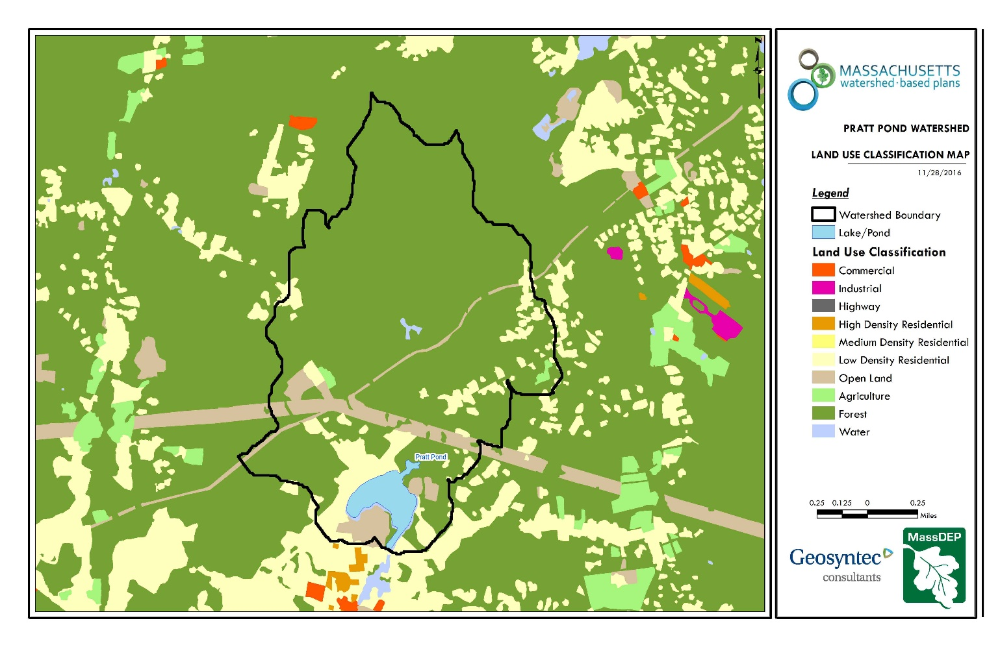 Pratt Pond
N
MASSACHUSETTS
watershed·based plans
PRATT POND WATERSHED
LAND USE CLASSIFICATION MAP
11/28/2016
Legend
Watershed Boundary
Lake/Pond
Land Use Classification
Commercial
Industrial
Highway
High Density Residential
Medium Density Residential
Low Density Residential
Open Land
Agriculture
Forest
Water
0.25 0.125 0 0.25
Miles
MassDEP
Geosyntec
consultants